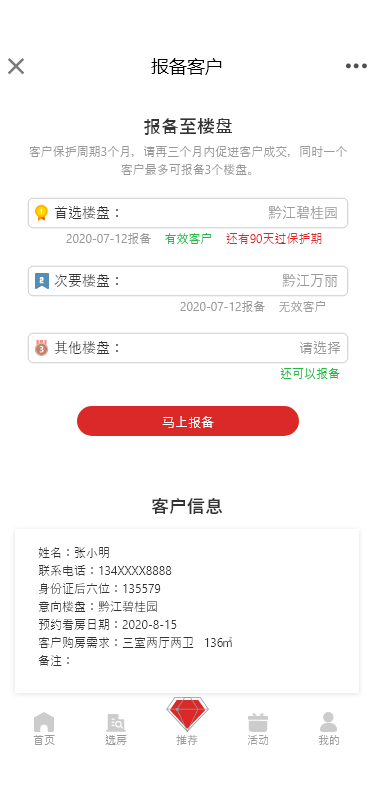 报备客户
报备至楼盘
客户保护周期3个月，请再三个月内促进客户成交，同时一个
客户最多可报备3个楼盘。
首选楼盘： 黔江碧桂园
2020-07-12报备 有效客户 还有90天过保护期
次要楼盘： 黔江万丽
2020-07-12报备 无效客户
其他楼盘： 请选择
还可以报备
马上报备
客户信息
姓名：张小明
联系电话：134XXXX8888
身份证后六位：135579
意向楼盘：黔江碧桂园
预约看房日期：2020-8-15
客户购房需求：三室两厅两卫 136㎡
备注：
首页 选房 推荐 活动 我的